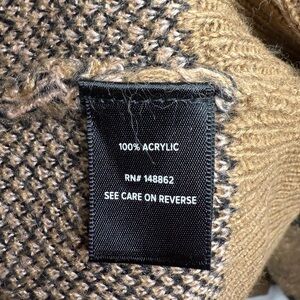 100% ACRYLIC
RN# 148862
SEE CARE ON REVERSE